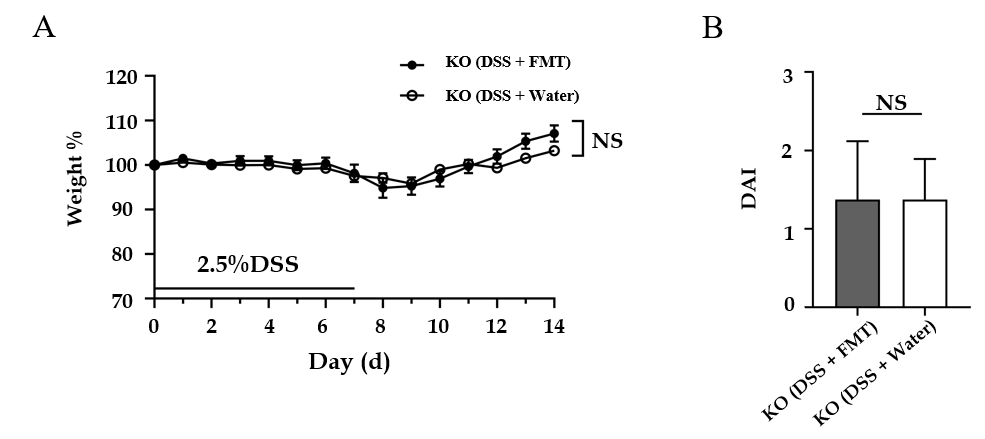 A
KO (DSS + FMT)
KO (DSS + Water)
Weight %
120
110
100
90
80
70
NS
2.5%DSS
0 2 4 6 8 10 12 14
Day (d)
B
DAI
3
2
1
0
NS
KO (DSS + FMT)
KO (DSS + Water)